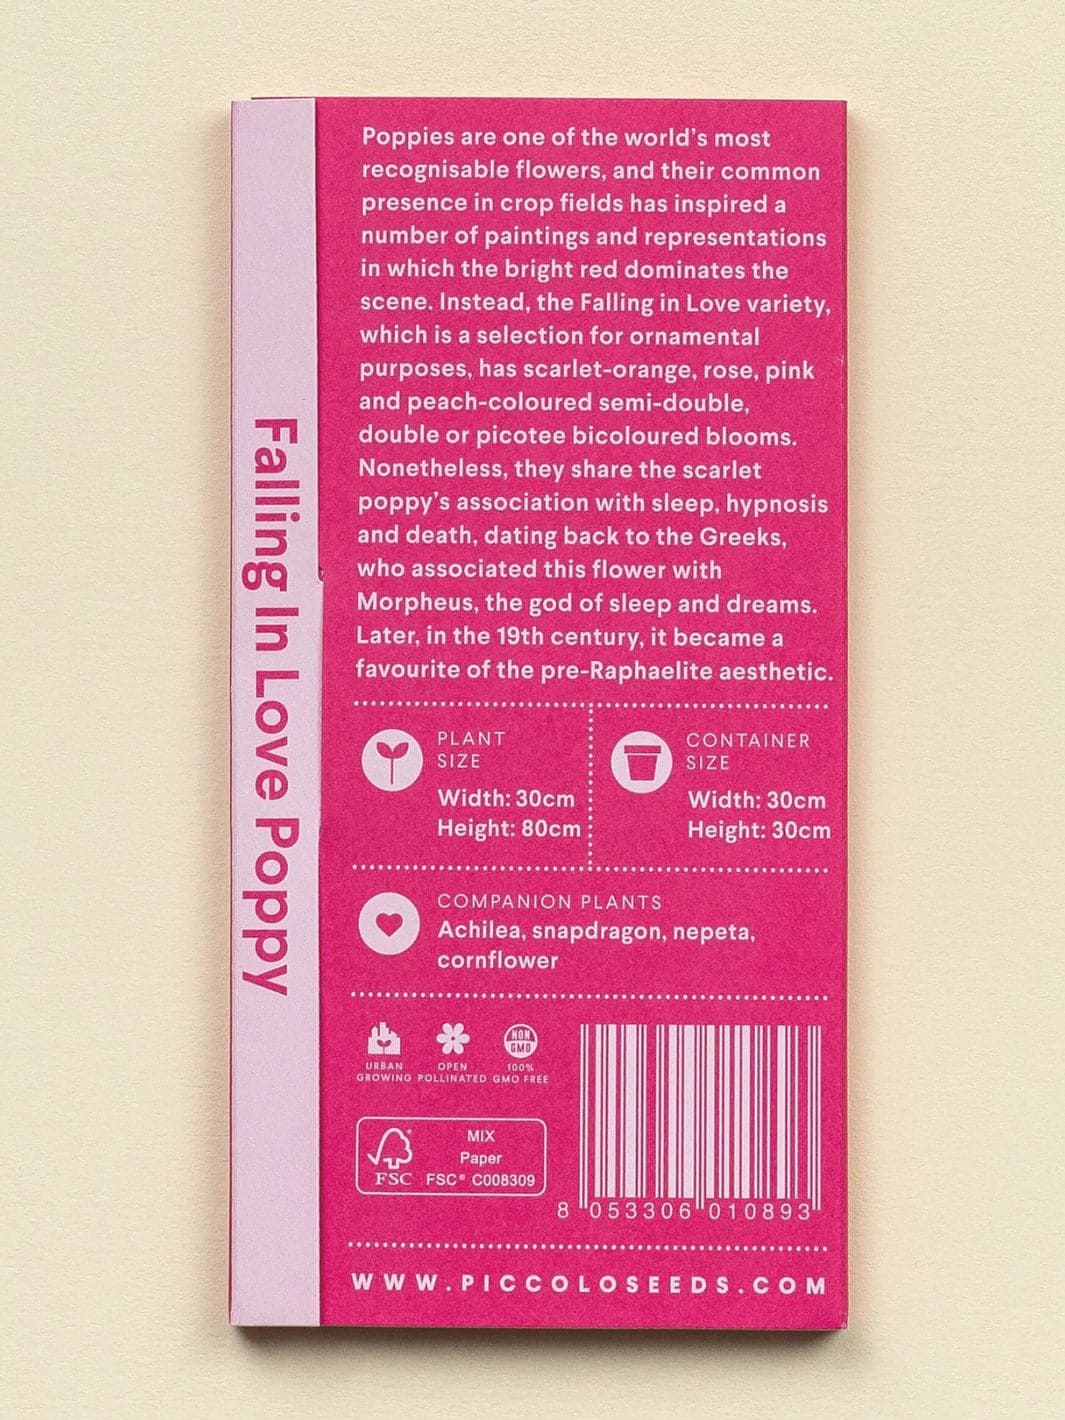 Falling In Love Poppy
Poppies are one of the world's most
recognisable flowers, and their common
presence in crop fields has inspired a
number of paintings and representations
in which the bright red dominates the
scene. Instead, the Falling in Love variety,
which is a selection for ornamental
purposes, has scarlet-orange, rose, pink
and peach-coloured semi-double,
double or picotee bicoloured blooms.
Nonetheless, they share the scarlet
poppy's association with sleep, hypnosis
and death, dating back to the Greeks,
who associated this flower with
Morpheus, the god of sleep and dreams.
Later, in the 19th century, it became a
favourite of the pre-Raphaelite aesthetic.
PLANT
SIZE
Width: 30cm
Height: 80cm
CONTAINER
SIZE
Width: 30cm
Height: 30cm
COMPANION PLANTS
Achilea, snapdragon, nepeta,
cornflower
URBAN
GROWING
OPEN
POLLINATED
NON
GMO
100%
GMO FREE
FSC
MIX
Paper
FSC® C008309
8 053306 010893
WWW.PICCOLOSEEDS.COM